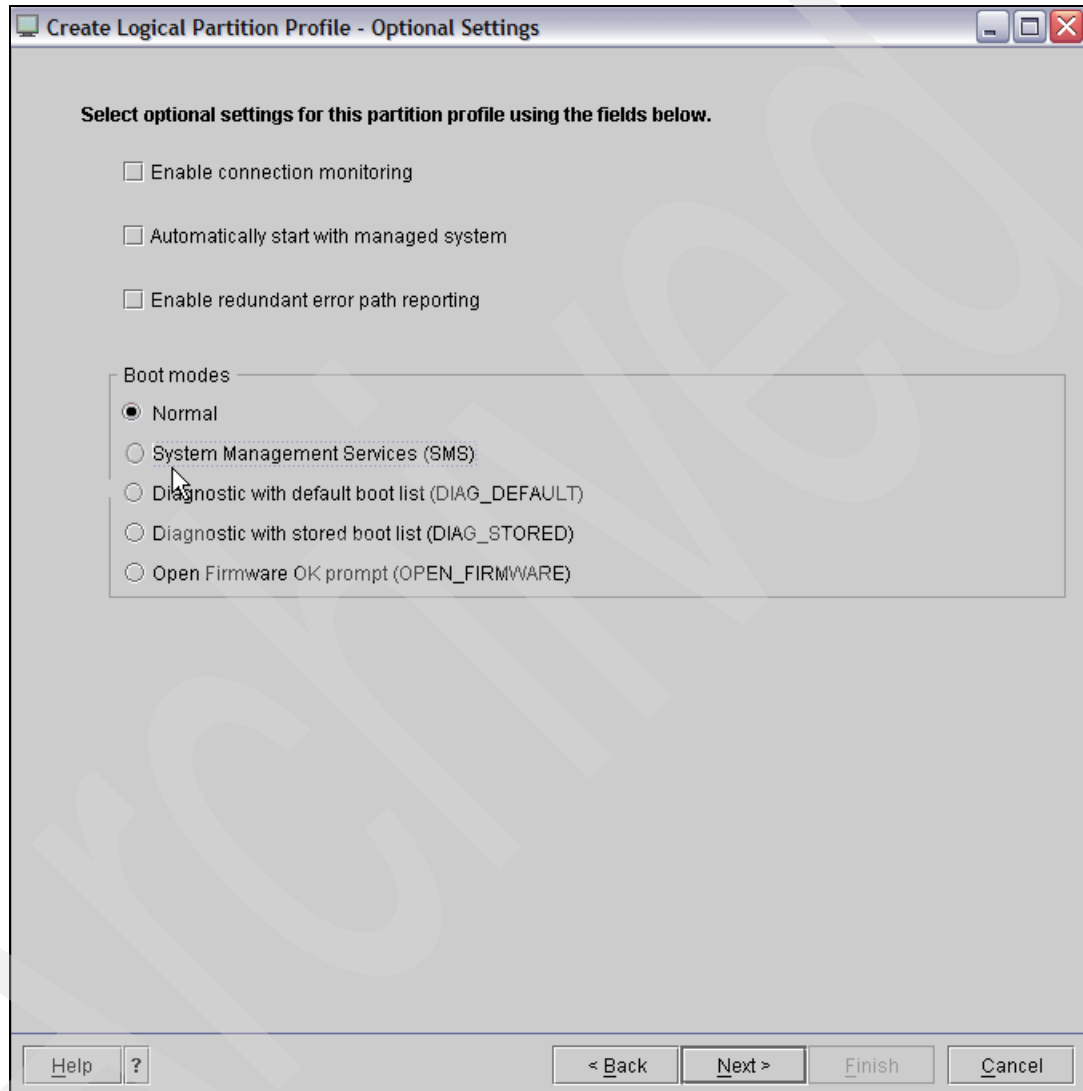 Create Logical Partition Profile - Optional Settings
Select optional settings for this partition profile using the fields below.
Enable connection monitoring
Automatically start with managed system
Enable redundant error path reporting
Boot modes
Normal
System Management Services (SMS)
Diagnostic with default boot list (DIAG_DEFAULT)
Diagnostic with stored boot list (DIAG_STORED)
Open Firmware OK prompt (OPEN_FIRMWARE)
Help ? < Back Next > Finish Cancel